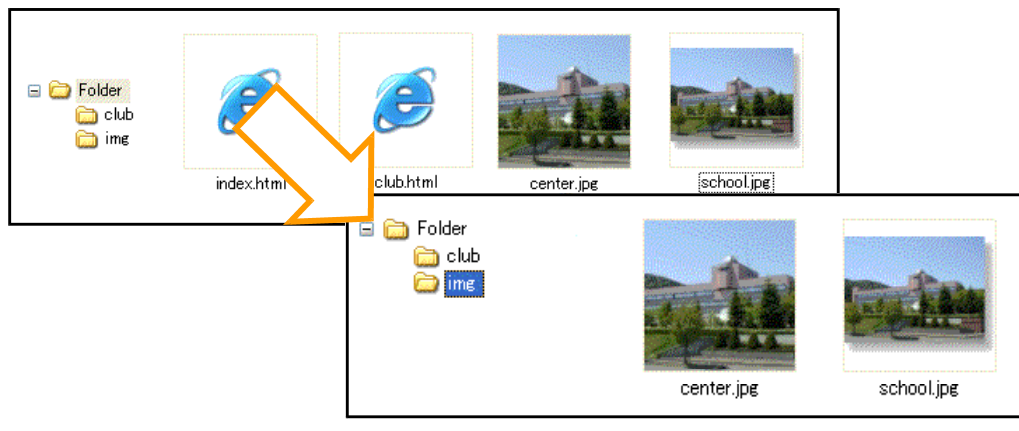 Folder
club
img
index.html
club.html
center.jpg
school.jpg
Folder
club
img
center.jpg
school.jpg